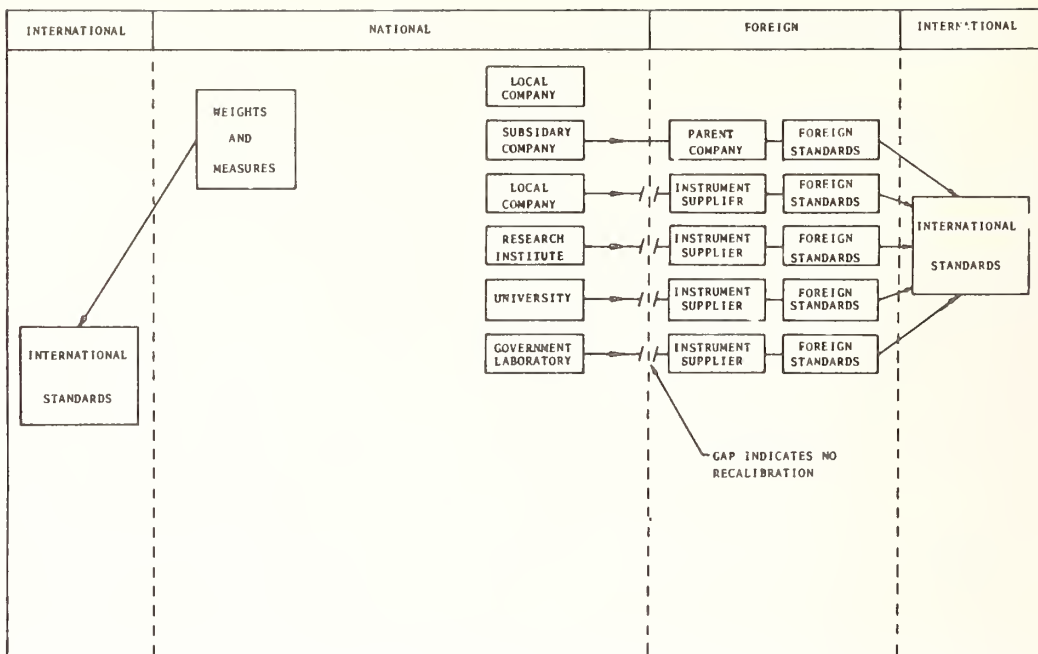 INTERNATIONAL NATIONAL FOREIGN INTERNATIONAL
WEIGHTS
AND
MEASURES
INTERNATIONAL
STANDARDS
LOCAL
COMPANY
SUBSIDARY
COMPANY
PARENT
COMPANY
FOREIGN
STANDARDS
LOCAL
COMPANY
INSTRUMENT
SUPPLIER
FOREIGN
STANDARDS
RESEARCH
INSTITUTE
INSTRUMENT
SUPPLIER
FOREIGN
STANDARDS
UNIVERSITY
INSTRUMENT
SUPPLIER
FOREIGN
STANDARDS
GOVERNMENT
LABORATORY
INSTRUMENT
SUPPLIER
FOREIGN
STANDARDS
INTERNATIONAL
STANDARDS
GAP INDICATES NO
RECALIBRATION